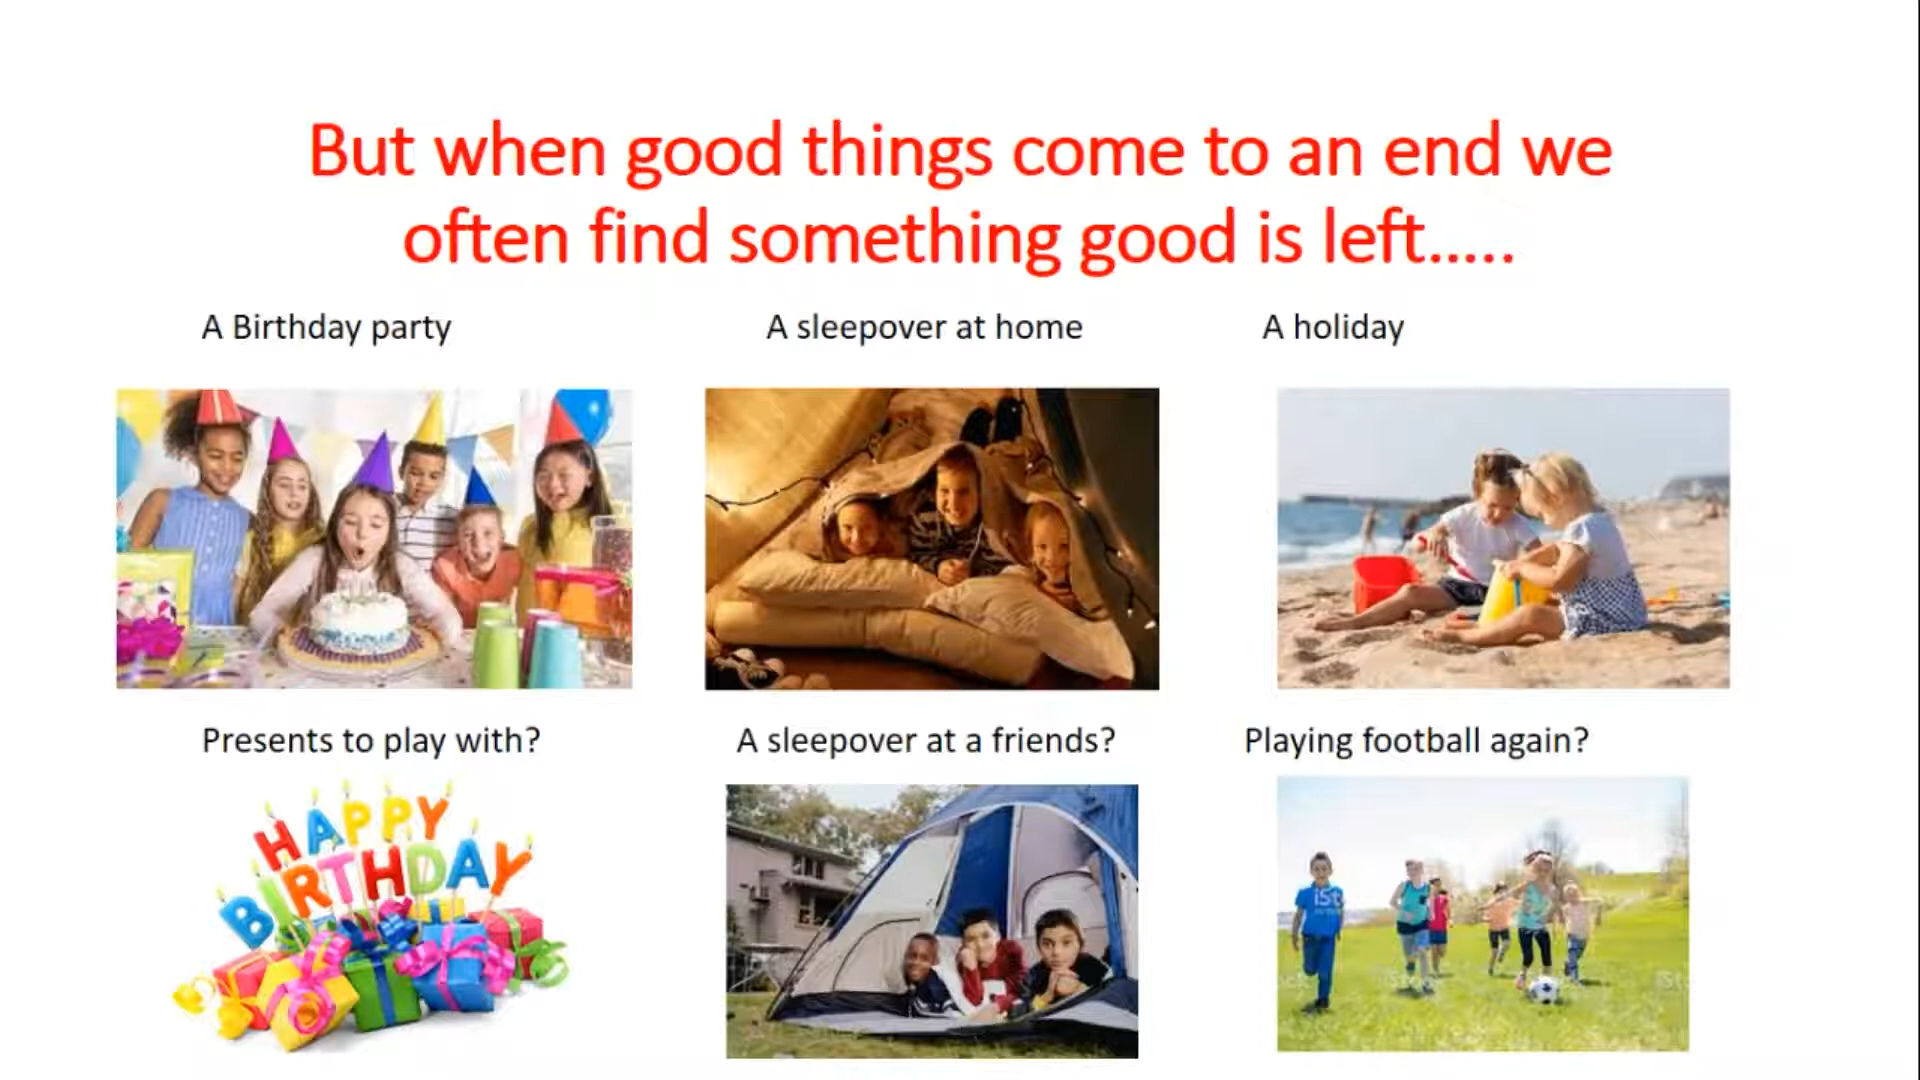 But when good things come to an end we
often find something good is left.....
A Birthday party
A sleepover at home
A holiday
Presents to play with?
A sleepover at a friends?
Playing football again?
HAPPY
BIRTHDAY
iSt